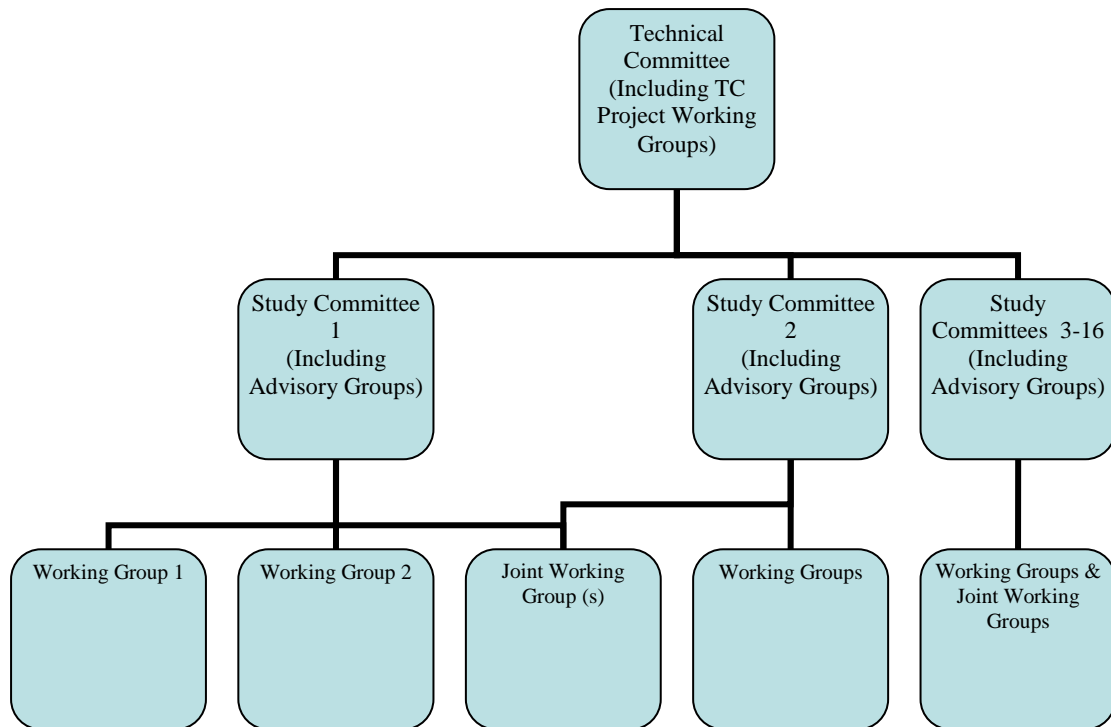 Technical
Committee
(Including TC
Project Working
Groups)
Study Committee
1
(Including
Advisory Groups)
Study Committee
2
(Including
Advisory Groups)
Study
Committees 3-16
(Including
Advisory Groups)
Working Group 1
Working Group 2
Joint Working
Group (s)
Working Groups
Working Groups &
Joint Working
Groups